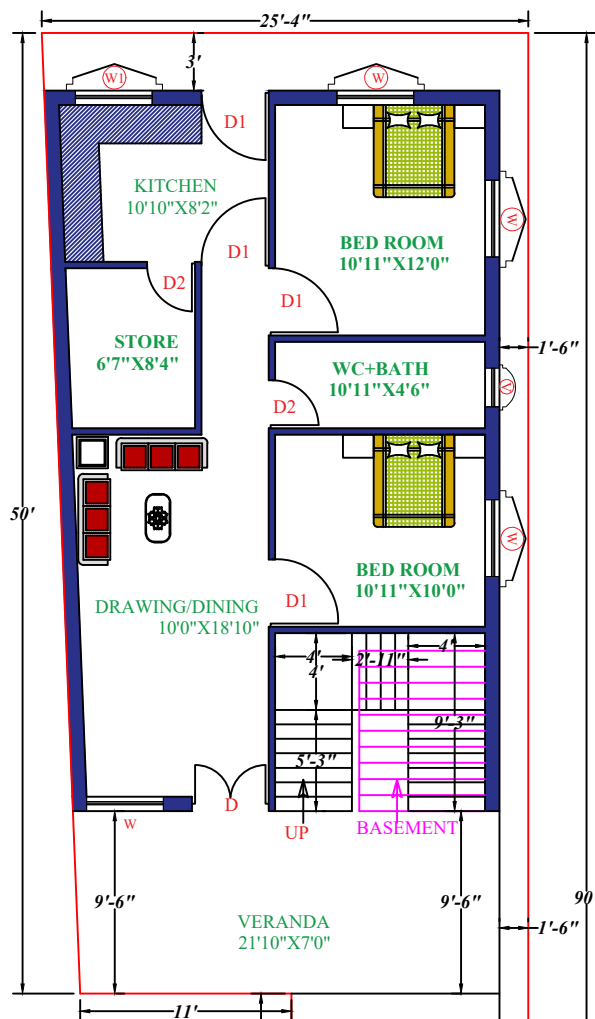 25'-4"
3'
W1
W
D1
KITCHEN
10'10"X8'2"
W
D1
BED ROOM
10'11"X12'0"
D2
D1
STORE
6'7"X8'4"
1'-6"
WC+BATH
10'11"X4'6"
V
D2
50'
W
BED ROOM
10'11"X10'0"
D1
DRAWING/DINING
10'0"X18'10"
4'
4'
2'-11"
4'
9'-3"
5'-3"
W
D
UP
BASEMENT
9'-6"
9'-6"
90
VERANDA
21'10"X7'0"
1'-6"
11'